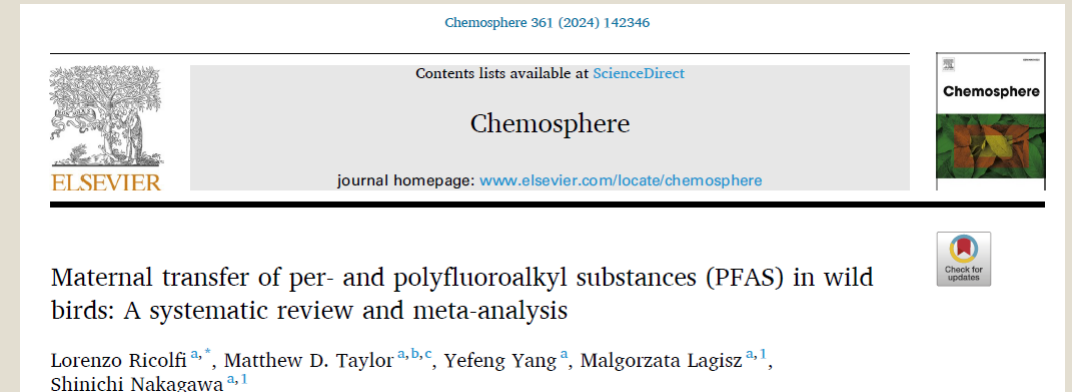 Chemosphere 361 (2024) 142346
Contents lists available at ScienceDirect
Chemosphere
journal homepage: www.elsevier.com/locate/chemosphere
ELSEVIER
Chemosphere
Check for
updates
Maternal transfer of per- and polyfluoroalkyl substances (PFAS) in wild
birds: A systematic review and meta-analysis
Lorenzo Ricolfi a,*, Matthew D. Taylor a,b,c, Yefeng Yang a, Malgorzata Lagisz a,1,
Shinichi Nakagawa a,1